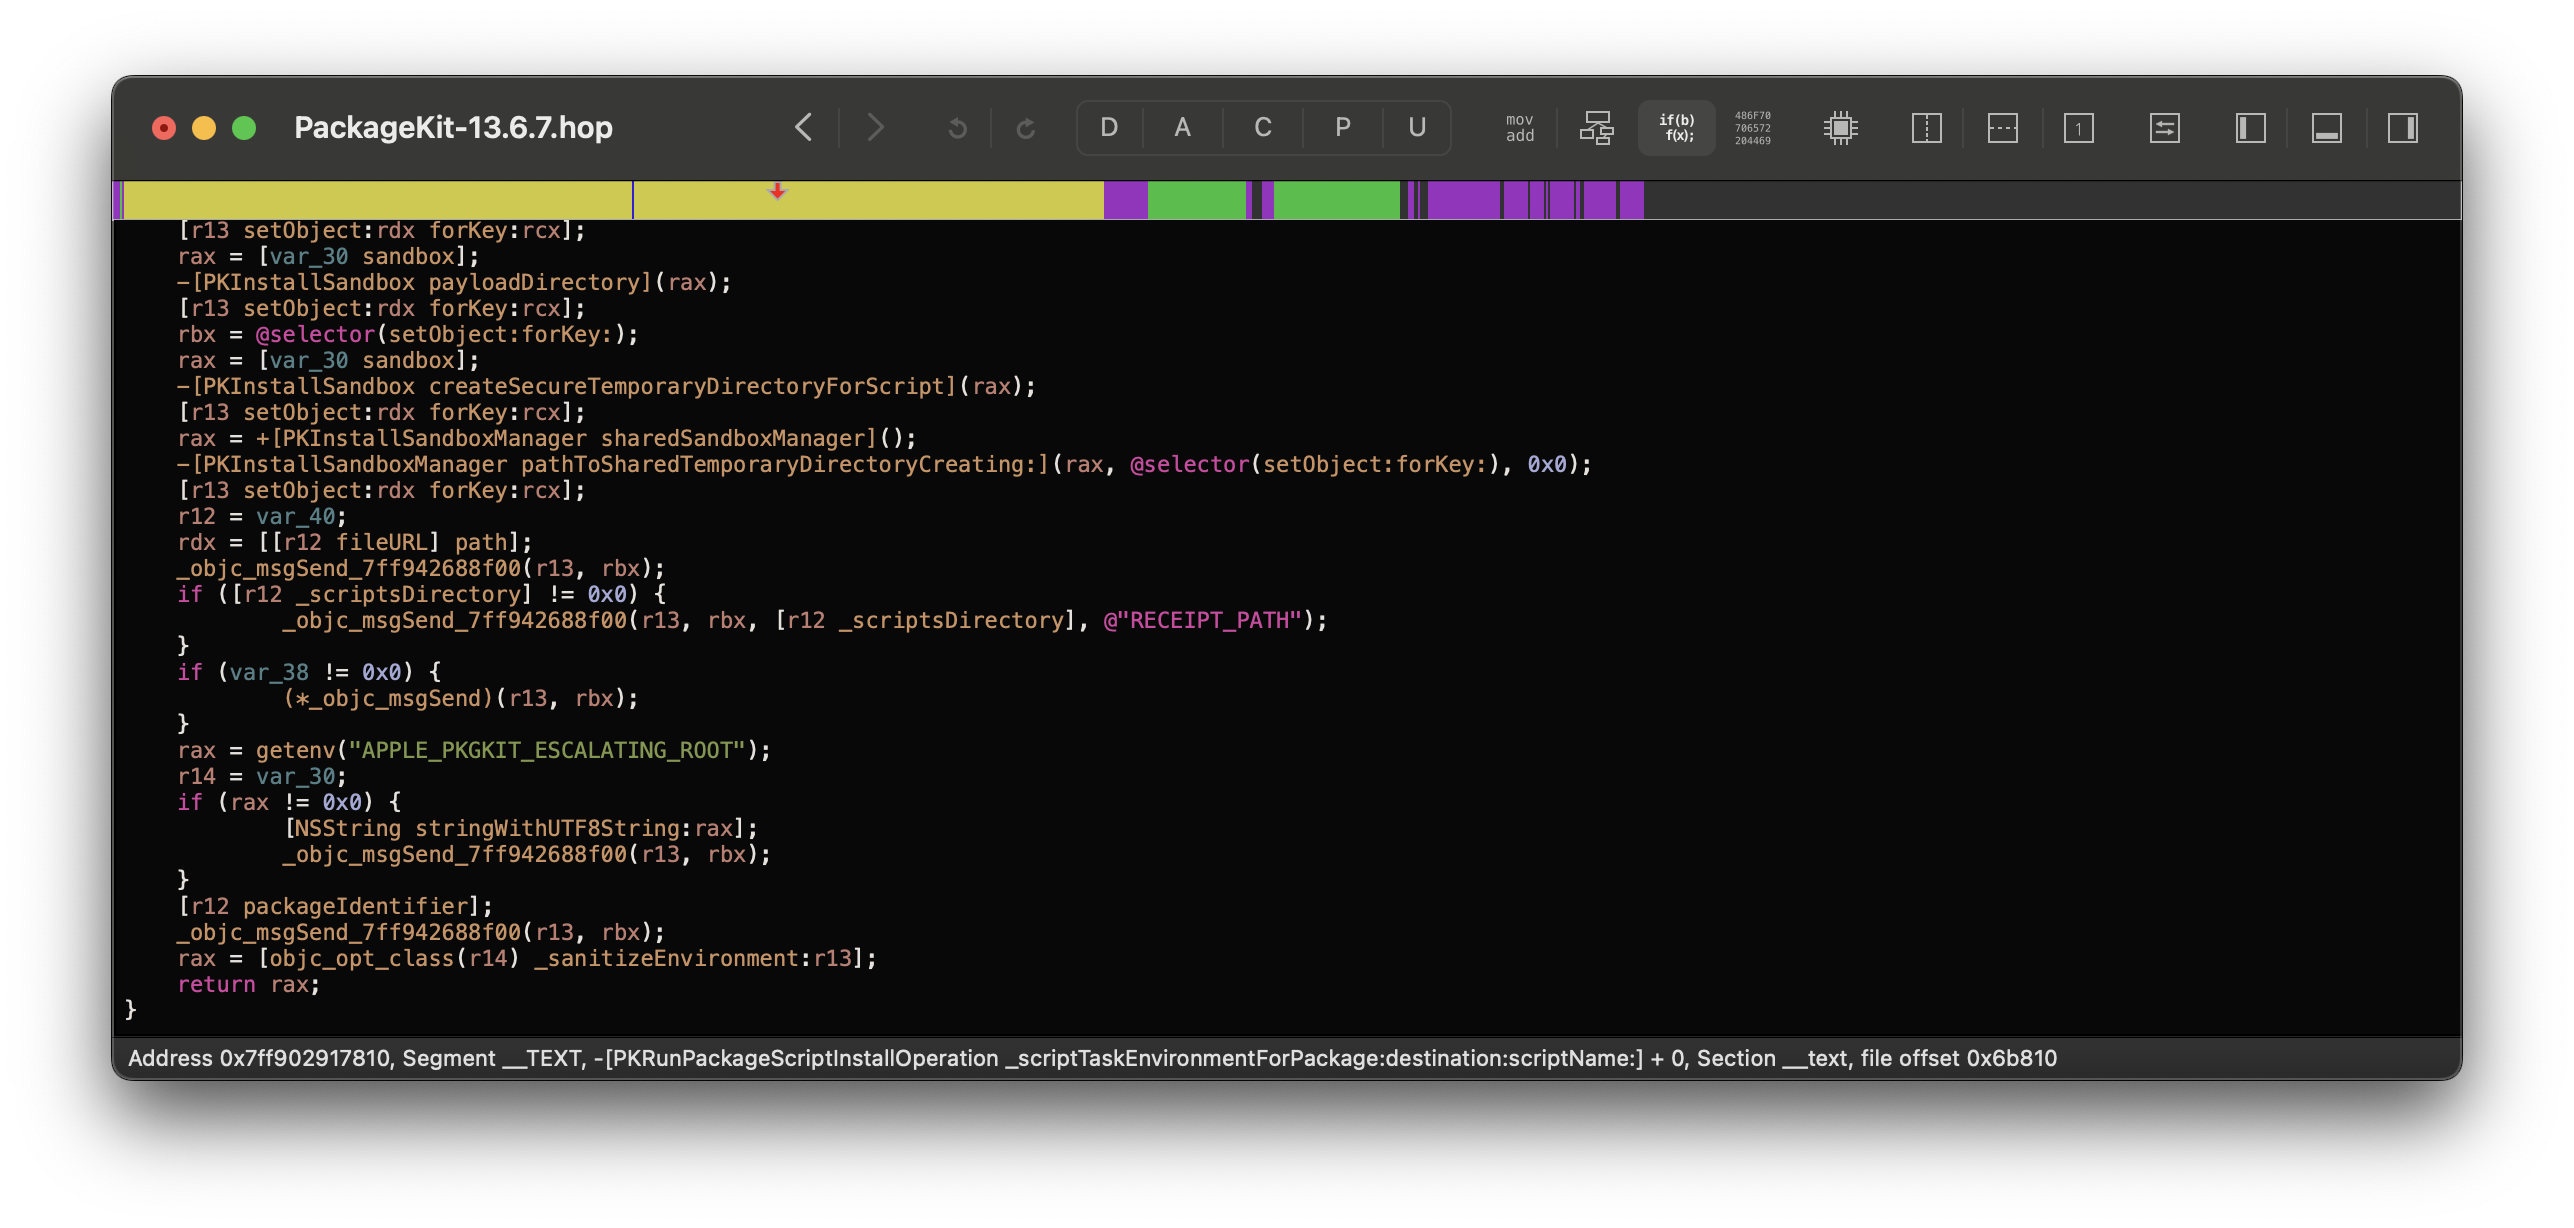 PackageKit-13.6.7.hop
D A C P U
mov
add
if(b)
f(x);
486F70
706572
204469
1
[r13 setObject:rdx forKey:rcx];
rax = [var_30 sandbox];
-[PKInstallSandbox payloadDirectory](rax);
[r13 setObject:rdx forKey:rcx];
rbx = @selector(setObject:forKey:);
rax = [var_30 sandbox];
-[PKInstallSandbox createSecureTemporaryDirectoryForScript](rax);
[r13 setObject:rdx forKey:rcx];
rax = +[PKInstallSandboxManager sharedSandboxManager]();
-[PKInstallSandboxManager pathToSharedTemporaryDirectoryCreating:](rax, @selector(setObject:forKey:), 0x0);
[r13 setObject:rdx forKey:rcx];
r12 = var_40;
rdx = [[r12 fileURL] path];
_objc_msgSend_7ff942688f00(r13, rbx);
if ([r12 _scriptsDirectory] != 0x0) {
_objc_msgSend_7ff942688f00(r13, rbx, [r12 _scriptsDirectory], @"RECEIPT_PATH");
}
if (var_38 != 0x0) {
(*_objc_msgSend)(r13, rbx);
}
rax = getenv("APPLE_PKGKIT_ESCALATING_ROOT");
r14 = var_30;
if (rax != 0x0) {
[NSString stringWithUTF8String:rax];
_objc_msgSend_7ff942688f00(r13, rbx);
}
[r12 packageIdentifier];
_objc_msgSend_7ff942688f00(r13, rbx);
rax = [objc_opt_class(r14) _sanitizeEnvironment:r13];
return rax;
}
Address 0x7ff902917810, Segment __TEXT, -[PKRunPackageScriptInstallOperation _scriptTaskEnvironmentForPackage:destination:scriptName:] + 0, Section __text, file offset 0x6b810